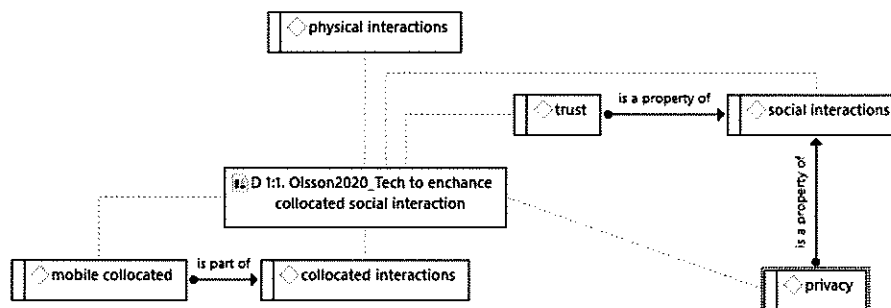 physical interactions
is a property of
trust
social interactions
D 1:1. Olsson2020_Tech to enchance
collocated social interaction
is a property of
is part of
mobile collocated
collocated interactions
privacy